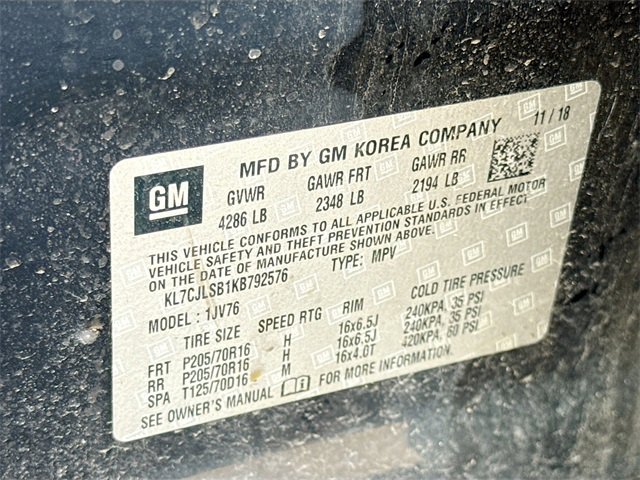 GM
MFD BY GM KOREA COMPANY 11 / 18
GVWR GAWR FRT GAWR RR
4286 LB 2348 LB 2194 LB
THIS VEHICLE CONFORMS TO ALL APPLICABLE U.S. FEDERAL MOTOR
VEHICLE SAFETY AND THEFT PREVENTION STANDARDS IN EFFECT
ON THE DATE OF MANUFACTURE SHOWN ABOVE.
KL7CJLSB1KB792576 TYPE: MPV
MODEL: 1JV76
TIRE SIZE SPEED RTG RIM COLD TIRE PRESSURE
FRT P205/70R16 H 16x6.5J 240KPA, 35 PSI
RR P205/70R16 H 16x6.5J 240KPA, 35 PSI
SPA T125/70D16 M 16x4.0T 420KPA, 60 PSI
SEE OWNER'S MANUAL FOR MORE INFORMATION.